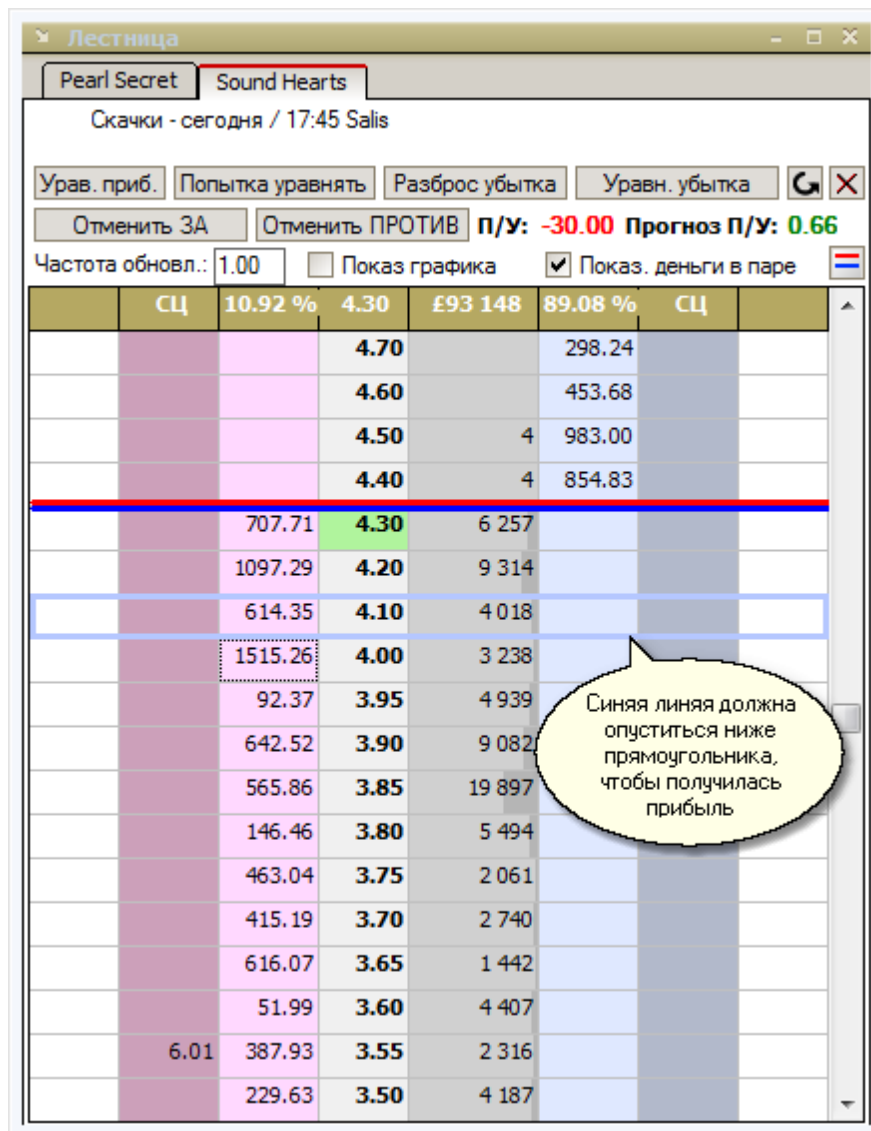 Лестница
Pearl Secret Sound Hearts
Скачки - сегодня / 17:45 Salis
Урав. приб. Попытка уравнять Разброс убытка Уравн. убытка
Отменить ЗА Отменить ПРОТИВ П/У: -30.00 Прогноз П/У: 0.66
Частота обновл.: 1.00 Показ графика Показ. деньги в паре
СЦ 10.92 % 4.30 £93 148 89.08 % СЦ
4.70 298.24
4.60 453.68
4.50 4 983.00
4.40 4 854.83
707.71 4.30 6 257
1097.29 4.20 9 314
614.35 4.10 4 018
1515.26 4.00 3 238
92.37 3.95 4 939
642.52 3.90 9 082
565.86 3.85 19 897
146.46 3.80 5 494
463.04 3.75 2 061
415.19 3.70 2 740
616.07 3.65 1 442
51.99 3.60 4 407
6.01 387.93 3.55 2 316
229.63 3.50 4 187
Синяя линяя должна
опуститься ниже
прямоугольника,
чтобы получилась
прибыль